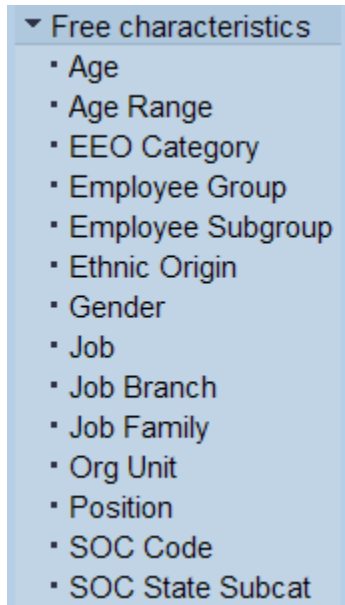 Free characteristics
Age
Age Range
EEO Category
Employee Group
Employee Subgroup
Ethnic Origin
Gender
Job
Job Branch
Job Family
Org Unit
Position
SOC Code
SOC State Subcat